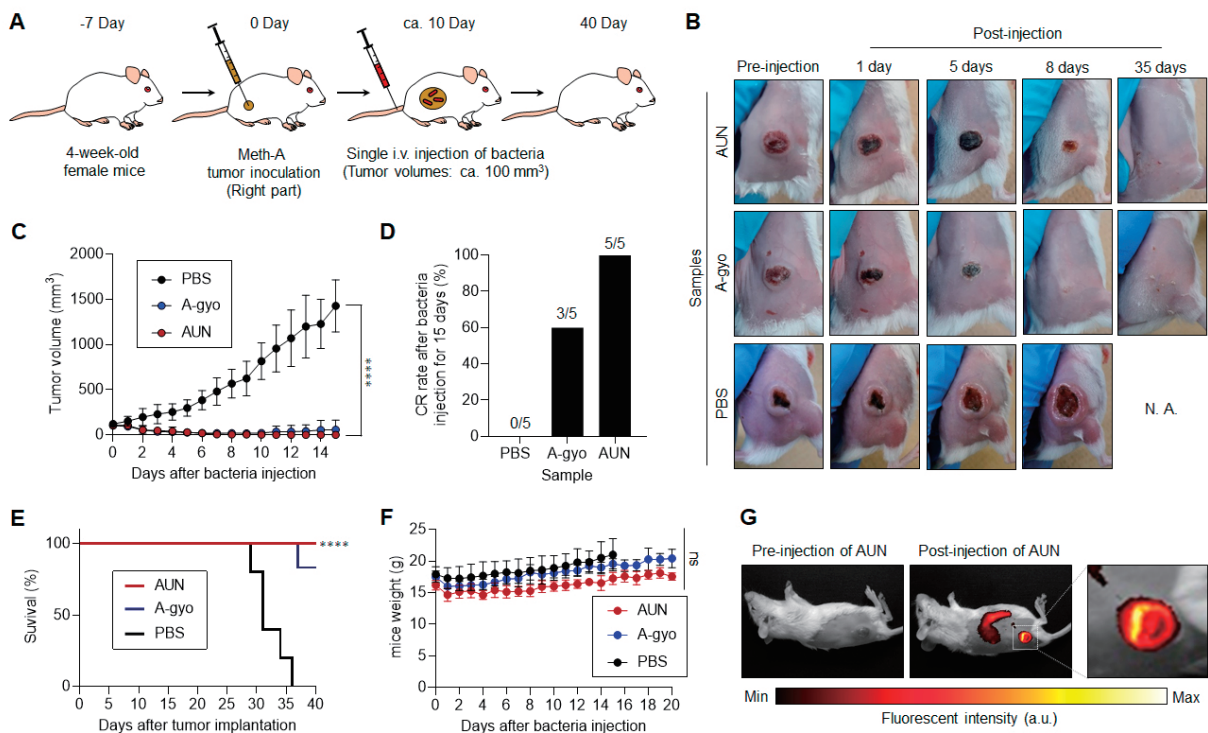 A
-7 Day
0 Day
ca. 10 Day
40 Day
4-week-old
female mice
Meth-A
tumor inoculation
(Right part)
Single i.v. injection of bacteria
(Tumor volumes: ca. 100 mm³)
B
Post-injection
Pre-injection
1 day
5 days
8 days
35 days
Samples
AUN
A-gyo
PBS
N. A.
C
Tumor volume (mm³)
2000
1500
1000
500
0
PBS
A-gyo
AUN
****
0 2 4 6 8 10 12 14
Days after bacteria injection
D
CR rate after bacteria
injection for 15 days (%)
100
80
60
40
20
0
0/5
3/5
5/5
PBS A-gyo AUN
Sample
E
Suvival (%)
100
50
0
****
AUN
A-gyo
PBS
0 5 10 15 20 25 30 35 40
Days after tumor implantation
F
mice weight (g)
25
20
15
10
5
0
ns
AUN
A-gyo
PBS
0 2 4 6 8 10 12 14 16 18 20
Days after bacteria injection
G
Pre-injection of AUN
Post-injection of AUN
Min
Max
Fluorescent intensity (a.u.)